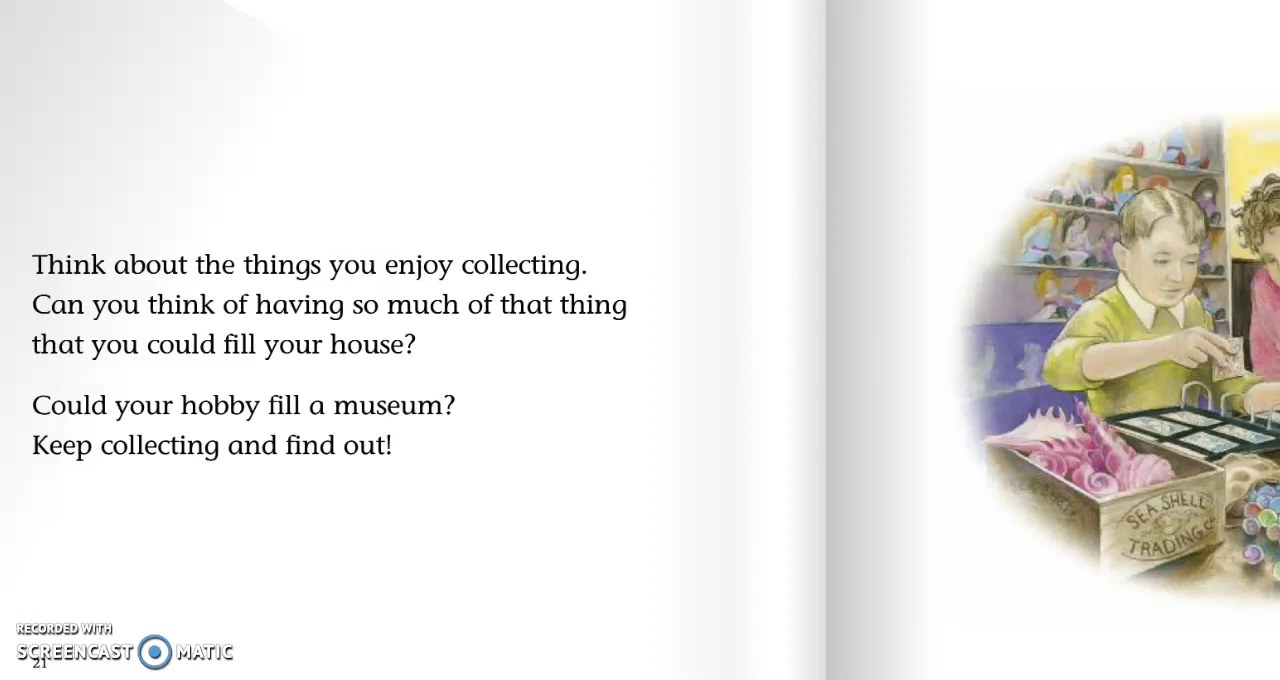 Think about the things you enjoy collecting.
Can you think of having so much of that thing
that you could fill your house?
Could your hobby fill a museum?
Keep collecting and find out!
SEA SHELL
TRADING Co
RECORDED WITH
SCREENCAST MATIC
21